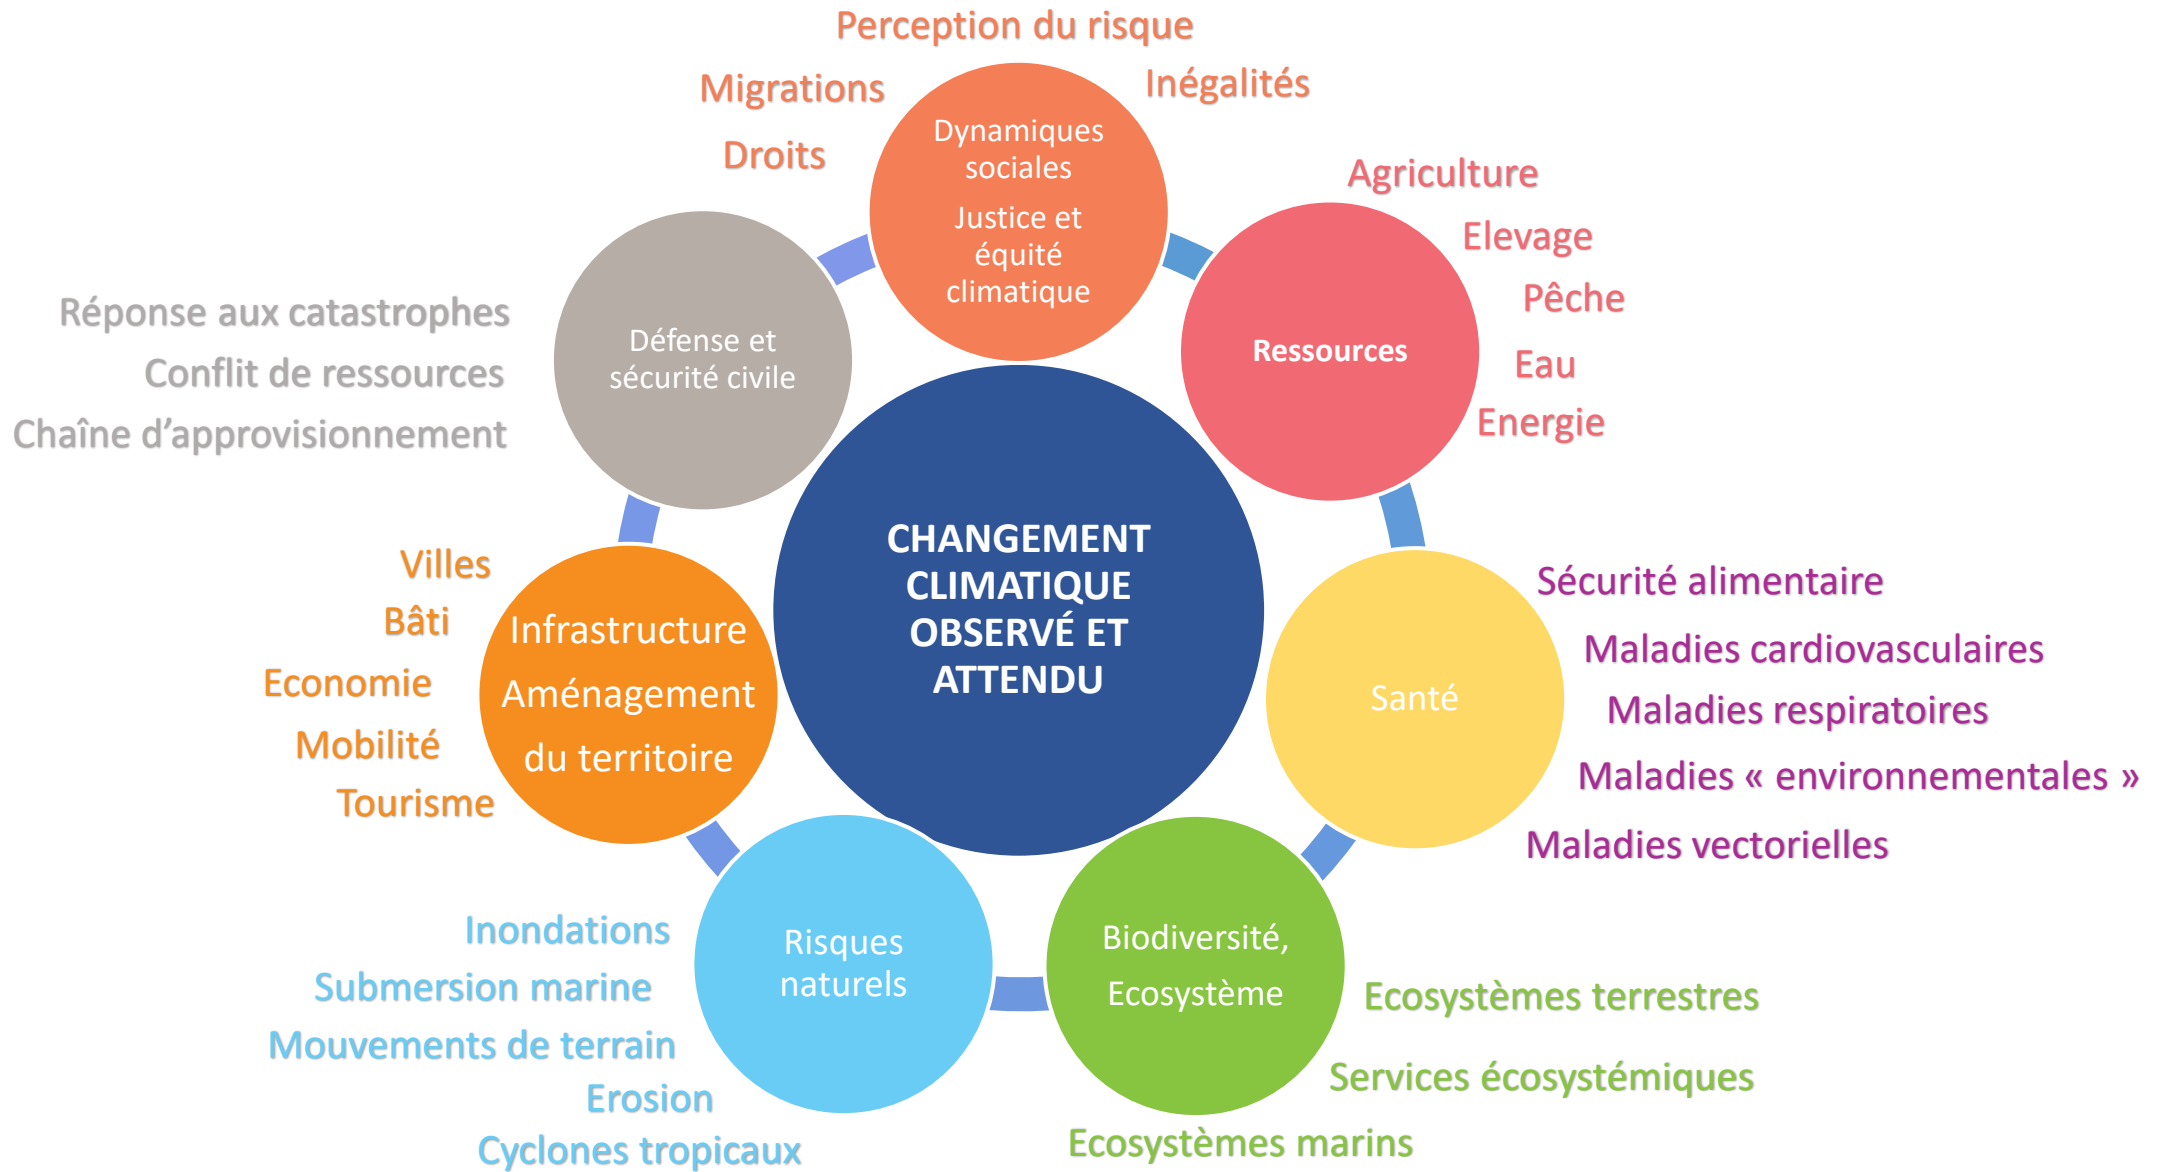 Perception du risque
Migrations
Inégalités
Droits
Dynamiques
sociales
Justice et
équité
climatique
Agriculture
Elevage
Pêche
Eau
Energie
Ressources
Réponse aux catastrophes
Conflit de ressources
Chaîne d’approvisionnement
Défense et
sécurité civile
CHANGEMENT
CLIMATIQUE
OBSERVÉ ET
ATTENDU
Villes
Bâti
Economie
Mobilité
Tourisme
Infrastructure
Aménagement
du territoire
Santé
Sécurité alimentaire
Maladies cardiovasculaires
Maladies respiratoires
Maladies « environnementales »
Maladies vectorielles
Inondations
Submersion marine
Mouvements de terrain
Erosion
Cyclones tropicaux
Risques
naturels
Biodiversité,
Ecosystème
Ecosystèmes terrestres
Services écosystémiques
Ecosystèmes marins